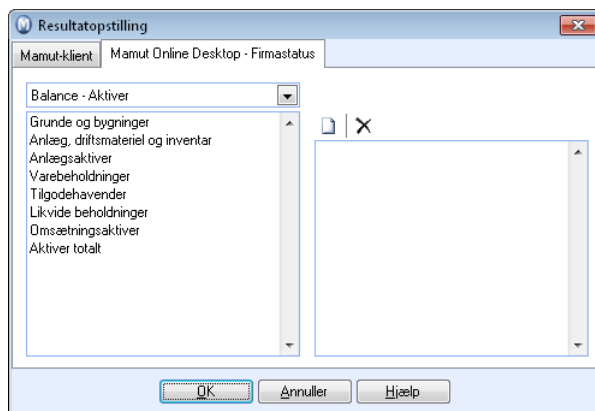 Resultatopstilling
Mamut-klient
Mamut Online Desktop - Firmastatus
Balance - Aktiver
Grunde og bygninger
Anlæg, driftsmateriel og inventar
Anlægsaktiver
Varebeholdninger
Tilgodehavender
Likvide beholdninger
Omsætningsaktiver
Aktiver totalt
OK
Annuller
Hjælp